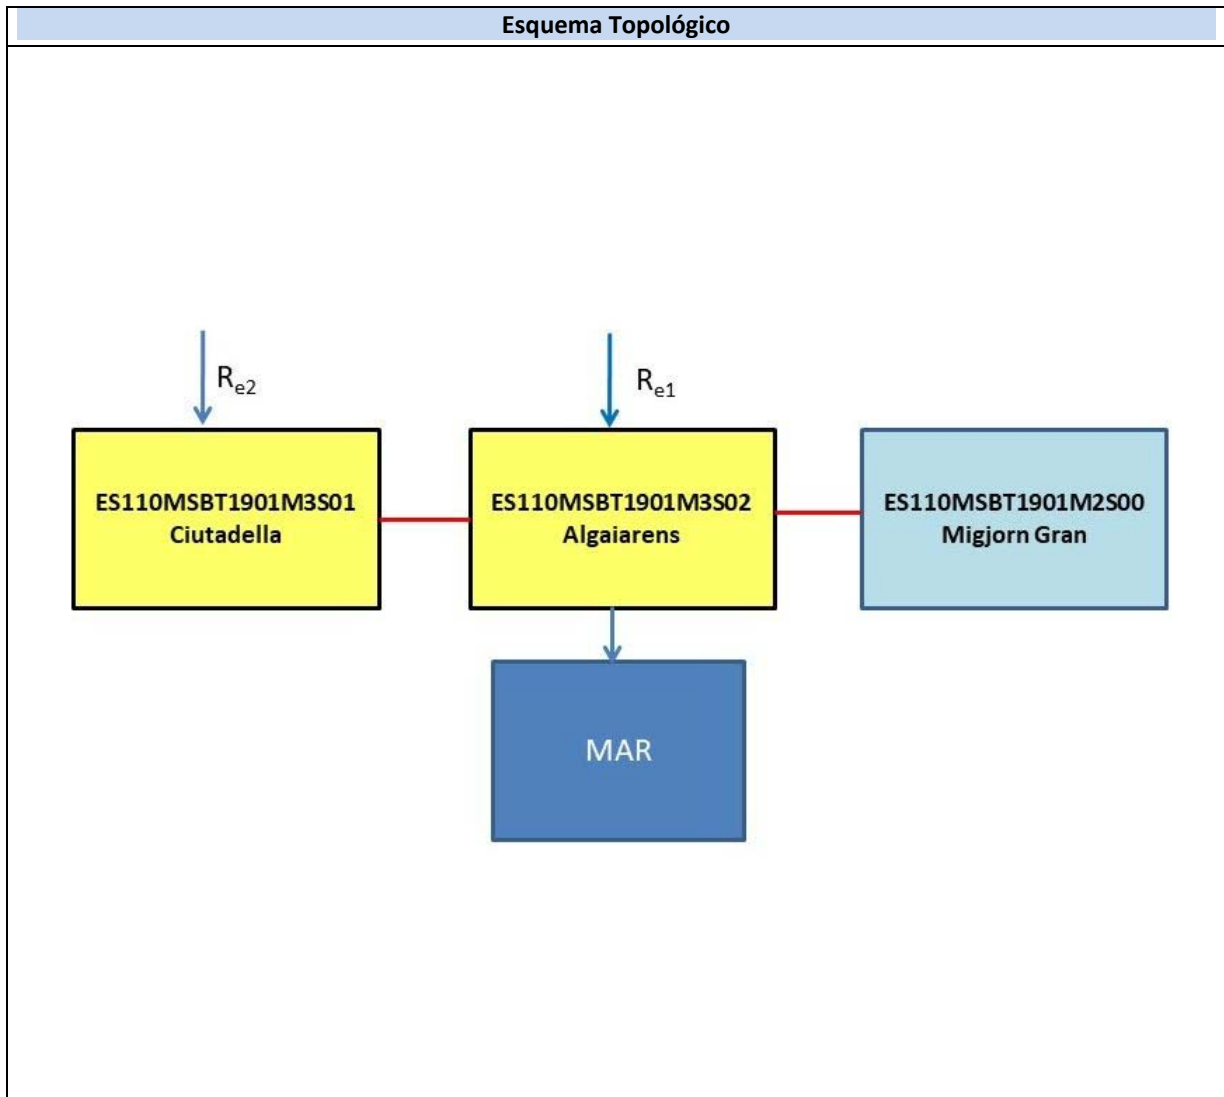 Esquema Topológico
Re2
Re1
ES110MSBT1901M3S01
Ciutadella
ES110MSBT1901M3S02
Algaiarens
ES110MSBT1901M2S00
Migjorn Gran
MAR